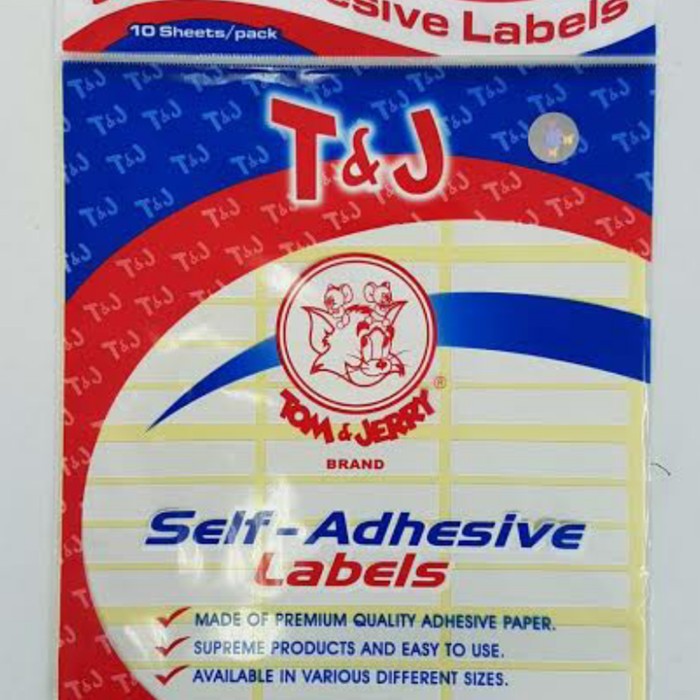 esive Labels
10 Sheets/pack
T&J
TOM & JERRY®
BRAND
Self-Adhesive
Labels
MADE OF PREMIUM QUALITY ADHESIVE PAPER.
SUPREME PRODUCTS AND EASY TO USE.
AVAILABLE IN VARIOUS DIFFERENT SIZES.